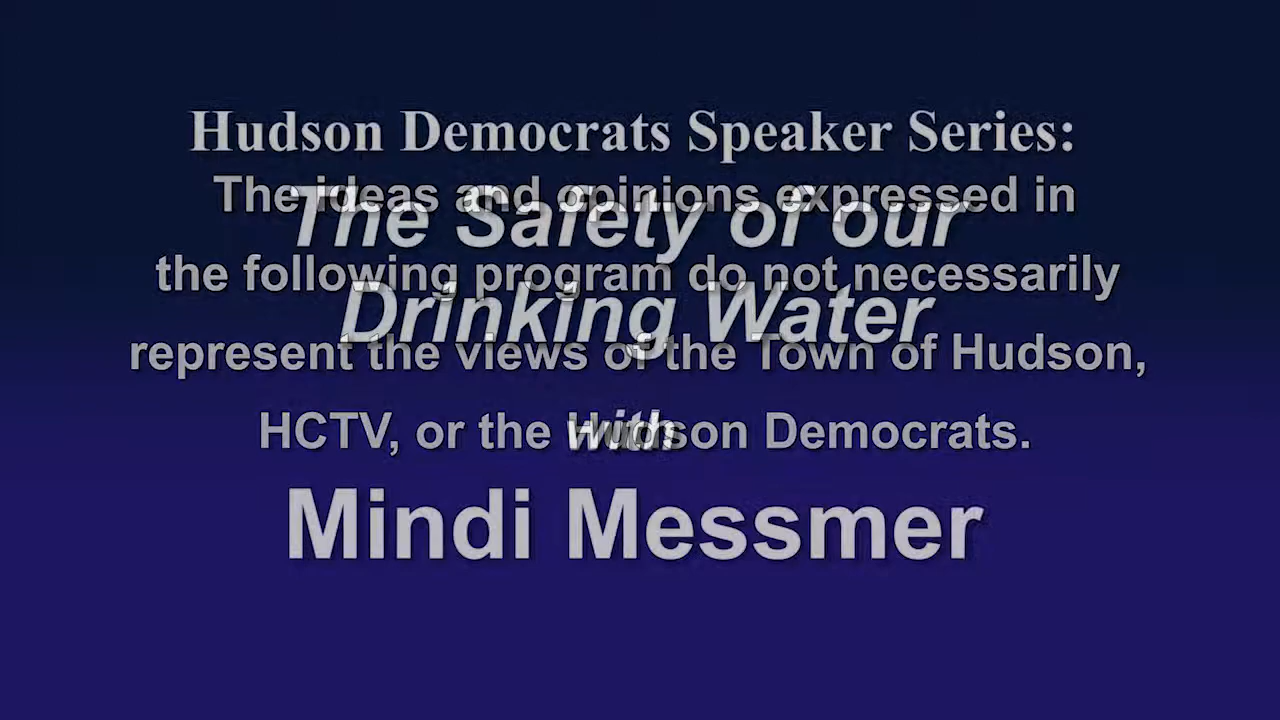 Hudson Democrats Speaker Series:
The Safety of our
Drinking Water
with
Mindi Messmer
The ideas and opinions expressed in
the following program do not necessarily
represent the views of the Town of Hudson,
HCTV, or the Hudson Democrats.